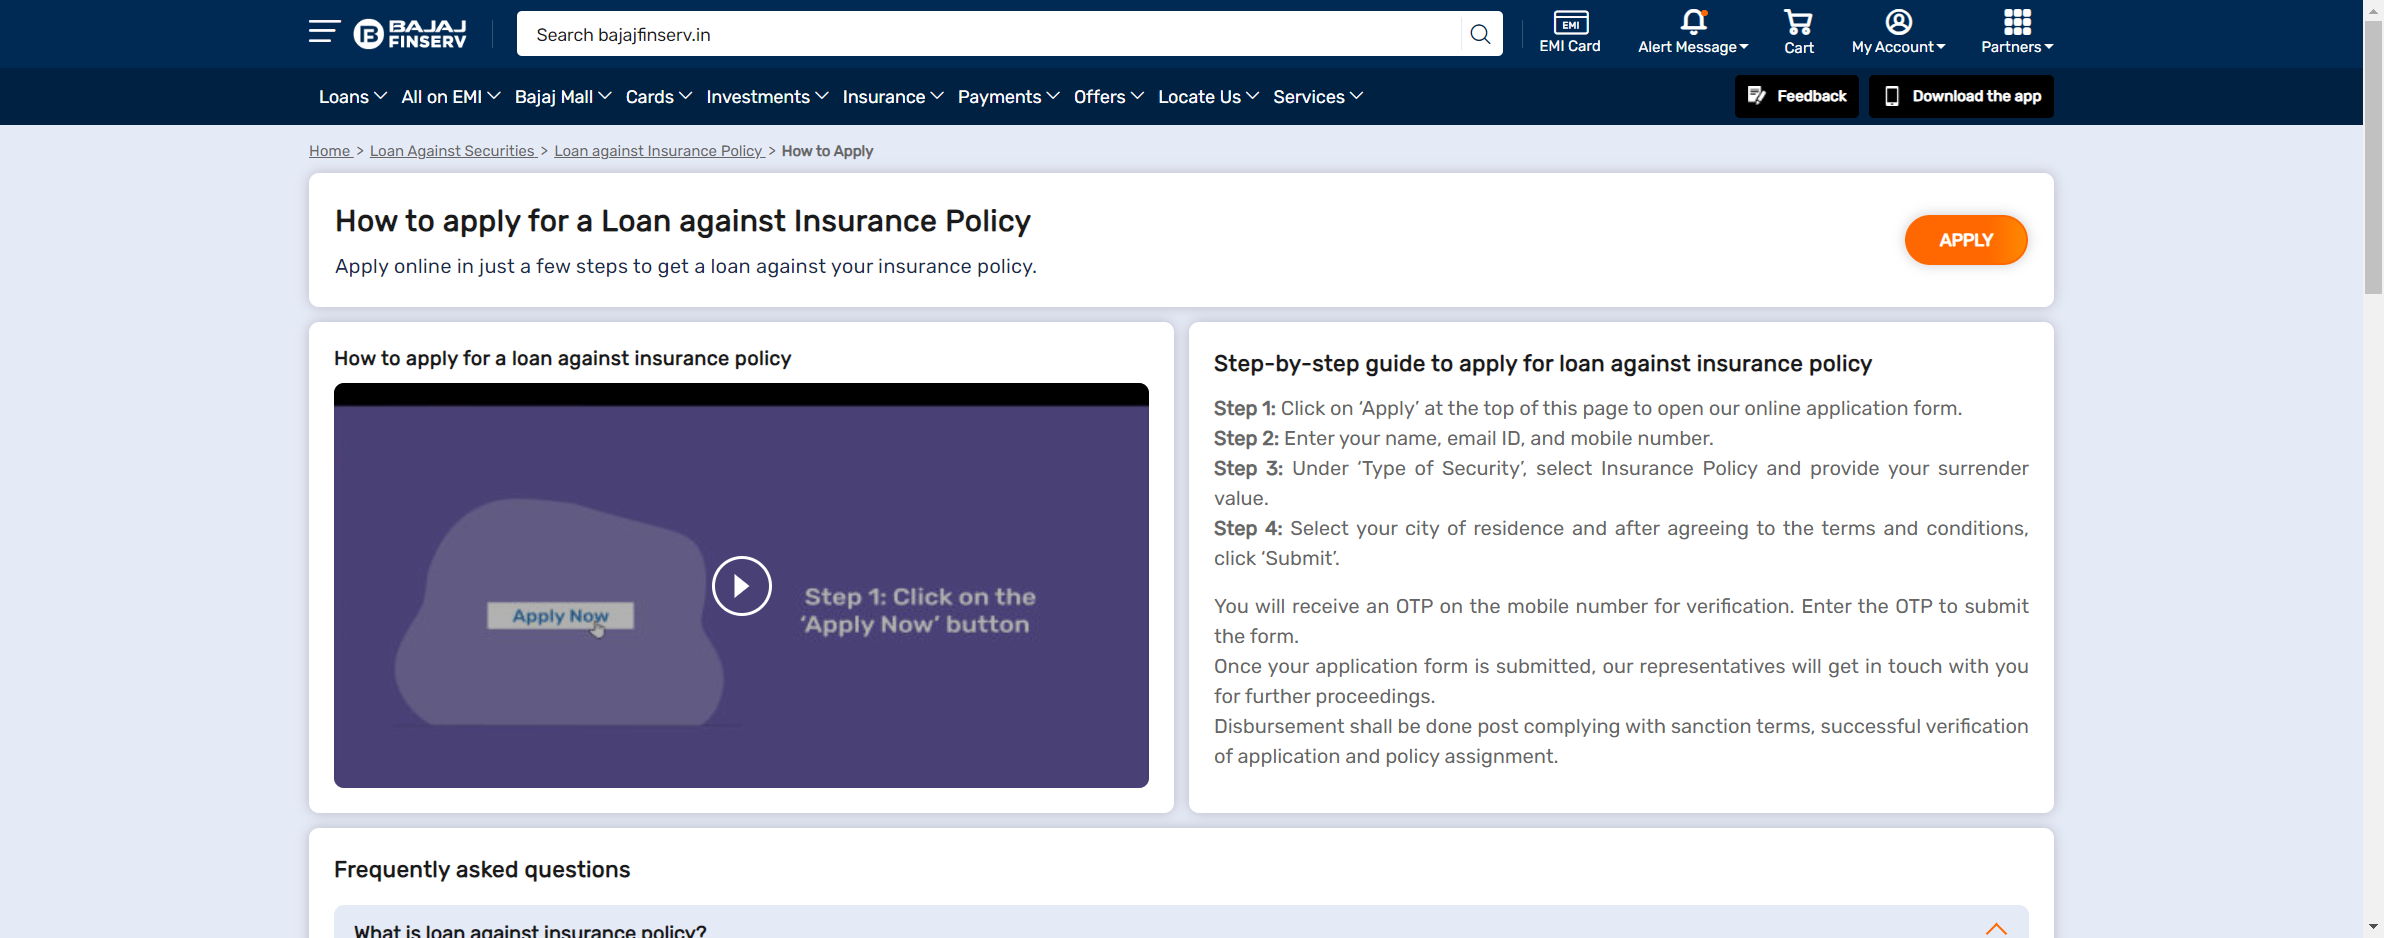 BAJAJ
FINSERV
Search bajajfinserv.in
EMI
EMI Card
Alert Message
Cart
My Account
Partners
Loans All on EMI Bajaj Mall Cards Investments Insurance Payments Offers Locate Us Services
Feedback
Download the app
Home > Loan Against Securities > Loan against Insurance Policy > How to Apply
How to apply for a Loan against Insurance Policy
Apply online in just a few steps to get a loan against your insurance policy.
APPLY
How to apply for a loan against insurance policy
Apply Now
Step 1: Click on the
‘Apply Now’ button
Step-by-step guide to apply for loan against insurance policy
Step 1: Click on ‘Apply’ at the top of this page to open our online application form.
Step 2: Enter your name, email ID, and mobile number.
Step 3: Under ‘Type of Security’, select Insurance Policy and provide your surrender
value.
Step 4: Select your city of residence and after agreeing to the terms and conditions,
click ‘Submit’.
You will receive an OTP on the mobile number for verification. Enter the OTP to submit
the form.
Once your application form is submitted, our representatives will get in touch with you
for further proceedings.
Disbursement shall be done post complying with sanction terms, successful verification
of application and policy assignment.
Frequently asked questions
What is loan against insurance policy?